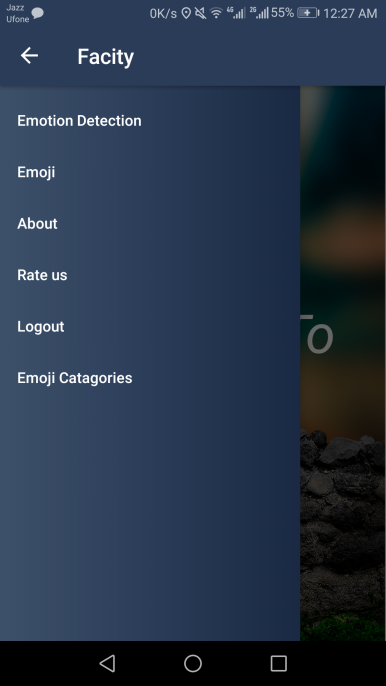 Jazz
Ufone
0K/s 4G 2G 55% 12:27 AM
Facity
Emotion Detection
Emoji
About
Rate us
Logout
Emoji Catagories
To